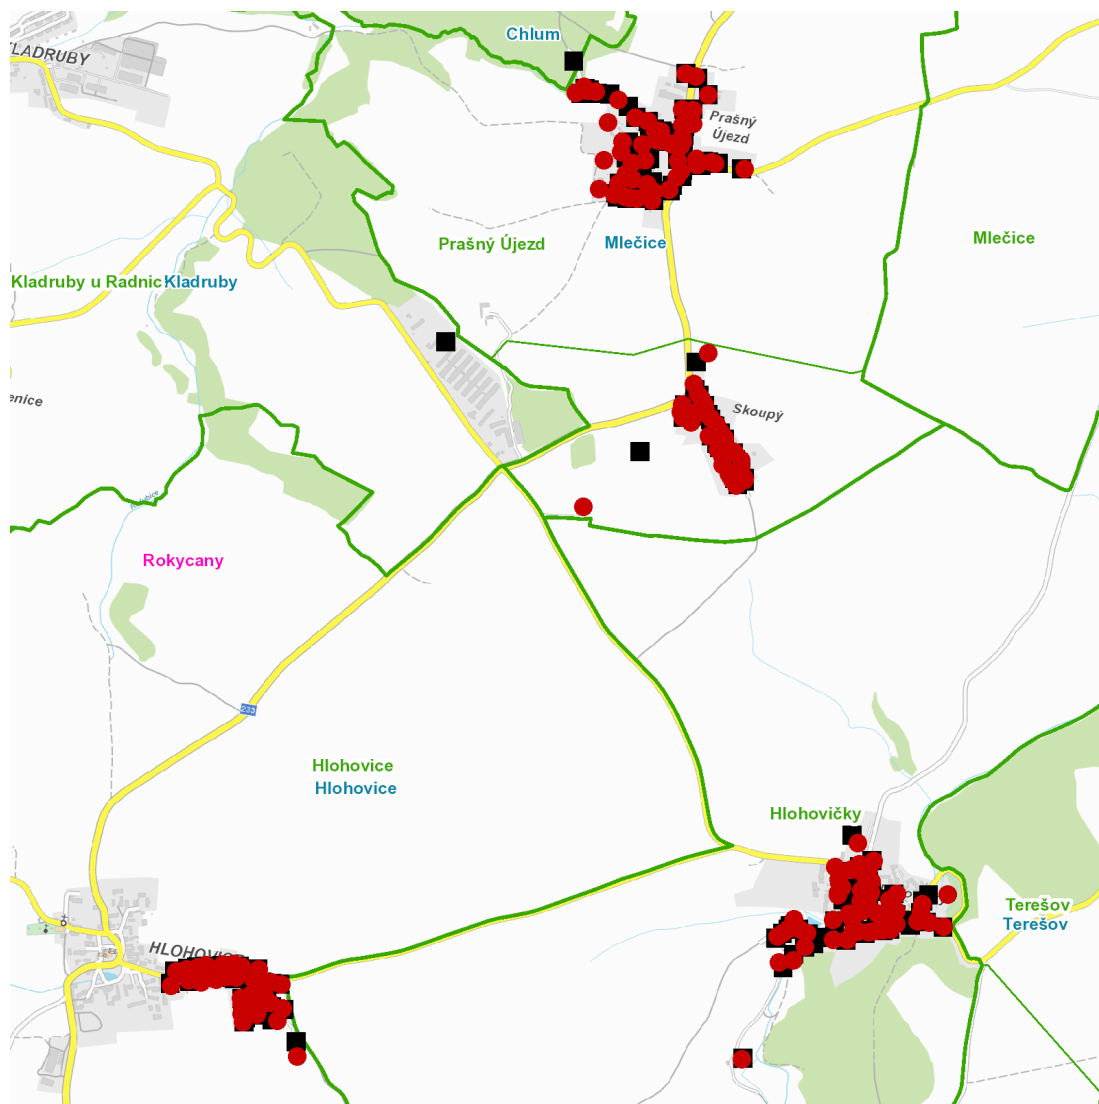 Chlum
KLADRUBY
Prašný
Újezd
Prašný Újezd
Mlečice
Mlečice
Kladruby u Radnic
Kladruby
enice
Skoupý
Rokycany
233
Hlohovice
Hlohovice
Hlohovičky
Terešov
Terešov
HLOHOVIC